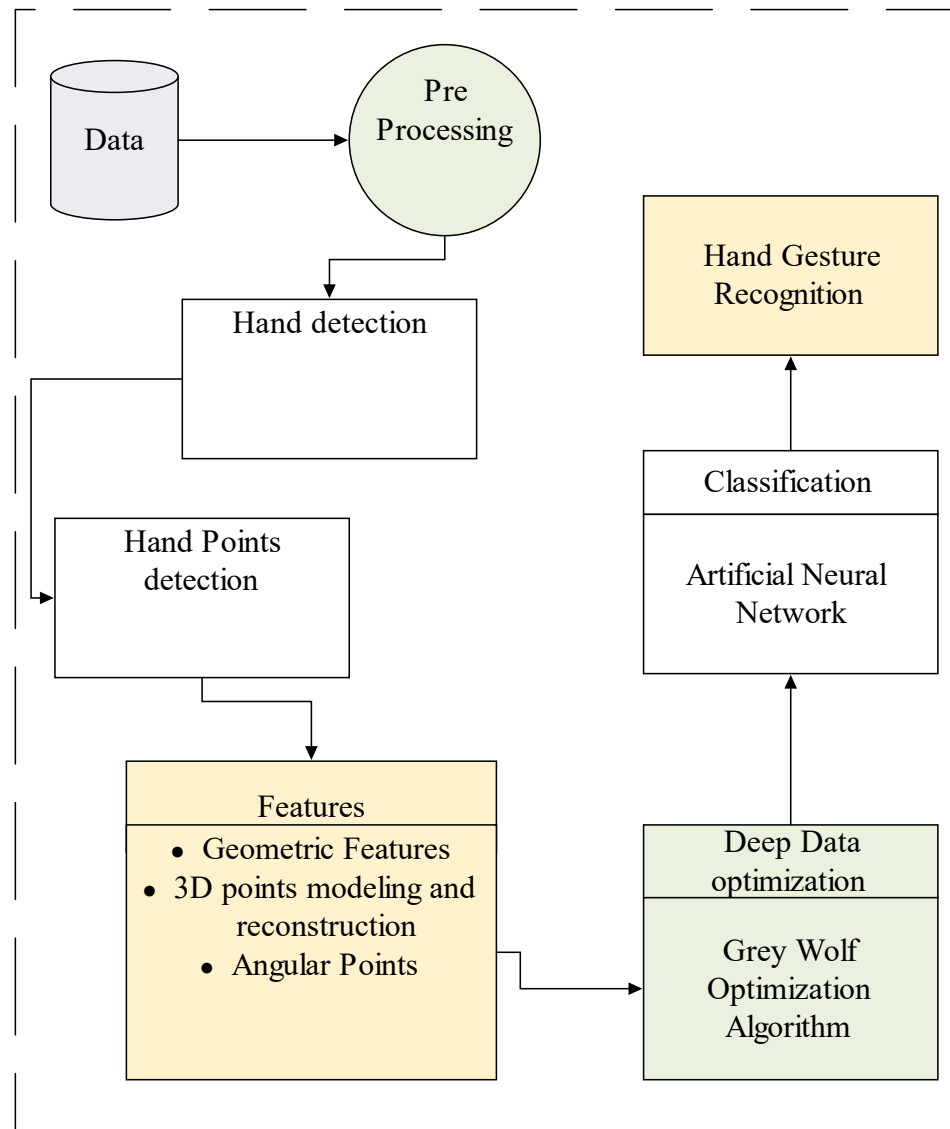 Data
Pre
Processing
Hand detection
Hand Points
detection
Features
• Geometric Features
• 3D points modeling and
reconstruction
• Angular Points
Deep Data
optimization
Grey Wolf
Optimization
Algorithm
Classification
Artificial Neural
Network
Hand Gesture
Recognition